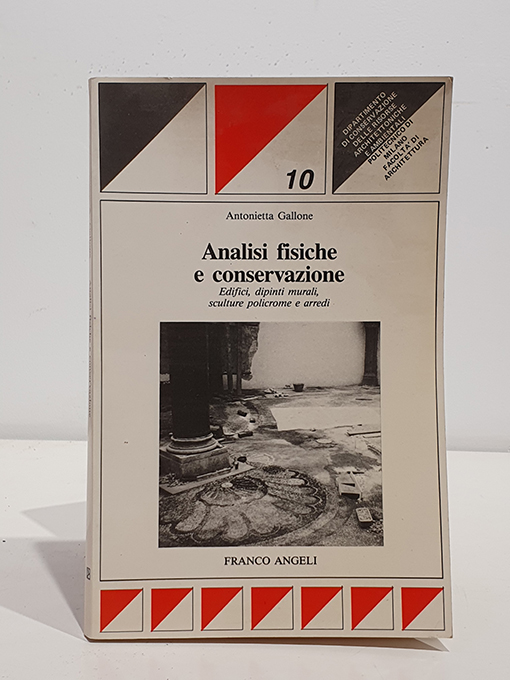 10
DIPARTIMENTO
DI CONSERVAZIONE
DELLE RISORSE
ARCHITETTONICHE
E AMBIENTALI
POLITECNICO DI
MILANO
FACOLTA' DI
ARCHITETTURA
Antonietta Gallone
Analisi fisiche
e conservazione
Edifici, dipinti murali,
sculture policrome e arredi
FRANCO ANGELI